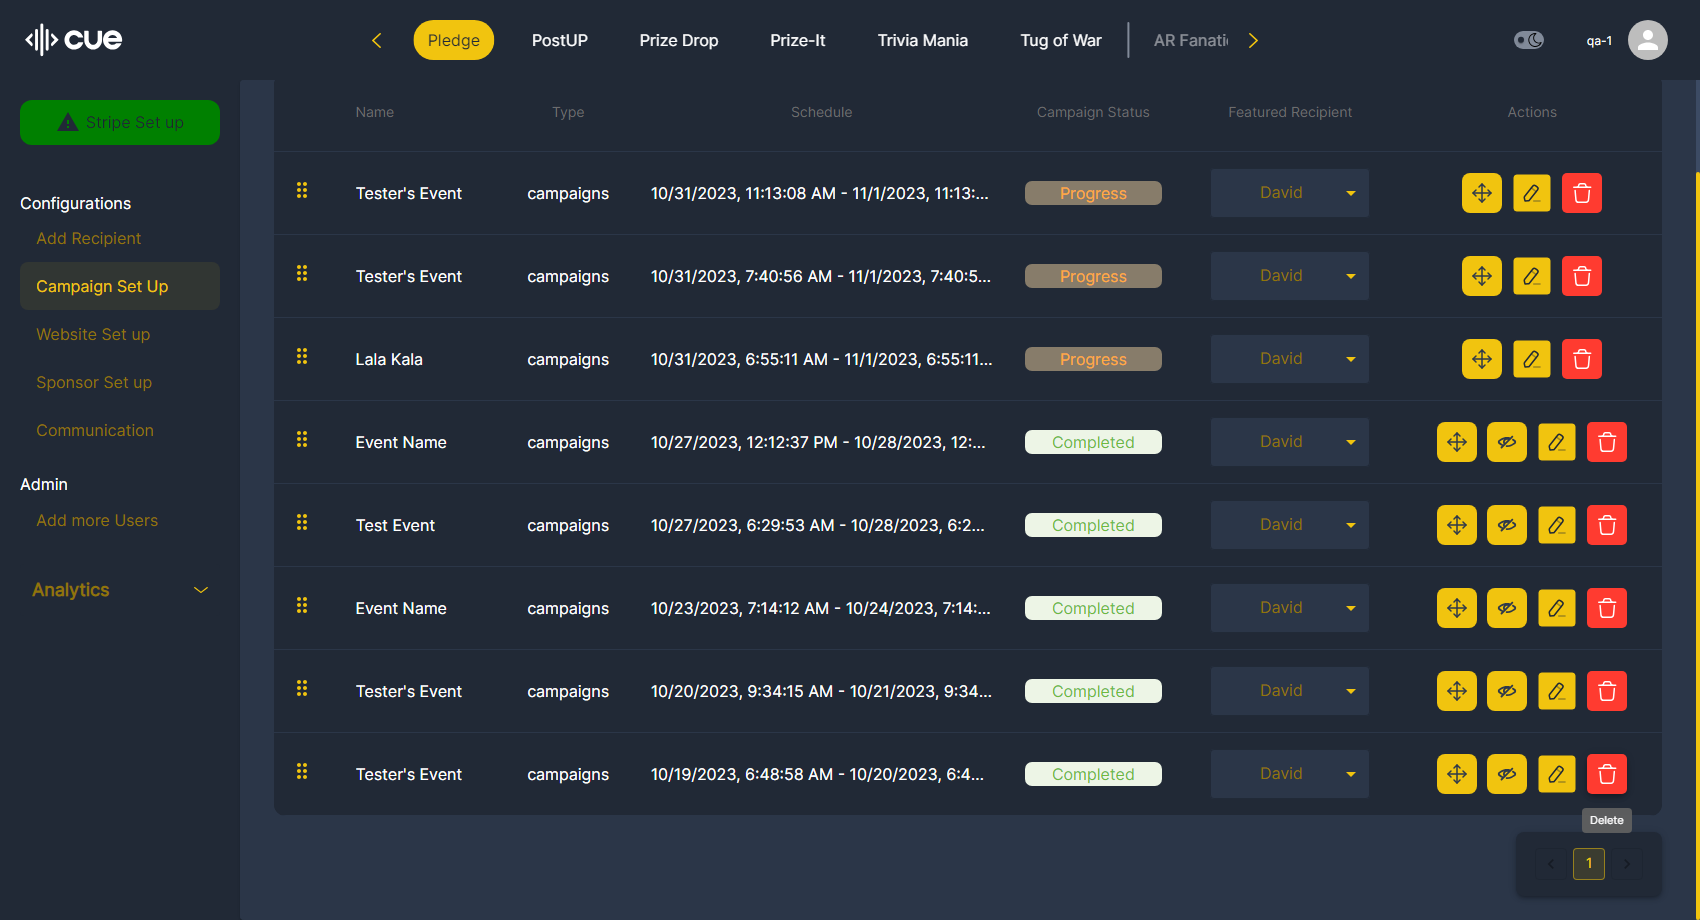 cue
Pledge PostUP Prize Drop Prize-It Trivia Mania Tug of War AR Fanati
qa-1
Stripe Set up
Configurations
Add Recipient
Campaign Set Up
Website Set up
Sponsor Set up
Communication
Admin
Add more Users
Analytics
Name Type Schedule Campaign Status Featured Recipient Actions
Tester's Event campaigns 10/31/2023, 11:13:08 AM - 11/1/2023, 11:13:... Progress David
Tester's Event campaigns 10/31/2023, 7:40:56 AM - 11/1/2023, 7:40:5... Progress David
Lala Kala campaigns 10/31/2023, 6:55:11 AM - 11/1/2023, 6:55:11... Progress David
Event Name campaigns 10/27/2023, 12:12:37 PM - 10/28/2023, 12:... Completed David
Test Event campaigns 10/27/2023, 6:29:53 AM - 10/28/2023, 6:2... Completed David
Event Name campaigns 10/23/2023, 7:14:12 AM - 10/24/2023, 7:14:... Completed David
Tester's Event campaigns 10/20/2023, 9:34:15 AM - 10/21/2023, 9:34... Completed David
Tester's Event campaigns 10/19/2023, 6:48:58 AM - 10/20/2023, 6:4... Completed David
Delete
1